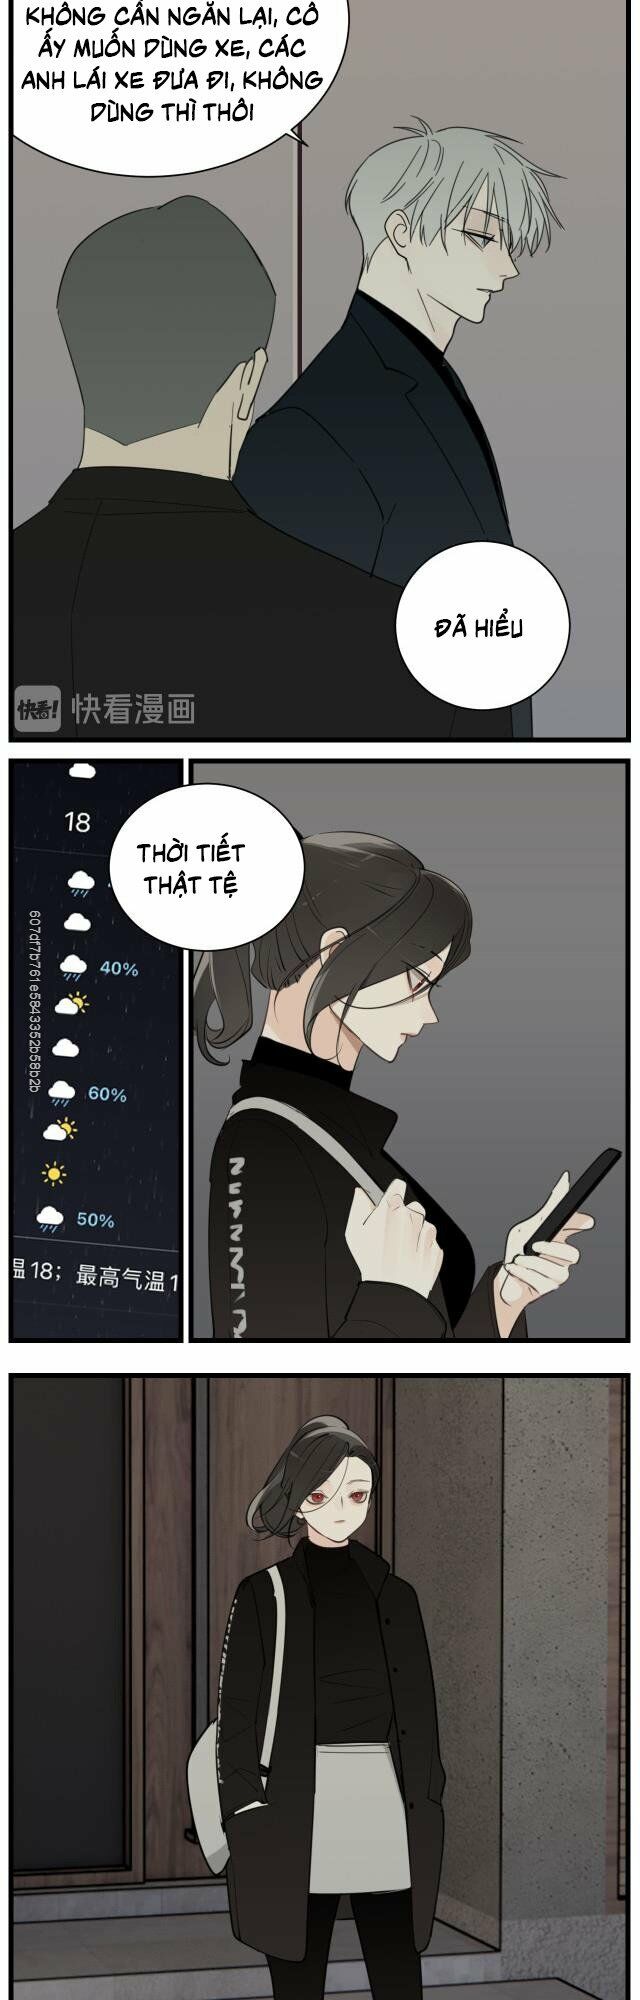 KHÔNG CẦN NGĂN LẠI, CÔ
ẤY MUỐN DÙNG XE, CÁC
ANH LÁI XE ĐƯA ĐI, KHÔNG
DÙNG THÌ THÔI
ĐÃ HIỂU
快看! 快看漫画
18
THỜI TIẾT
THẬT TỆ
40%
60%
50%
温18；最高气温1
607df7b761e5843352b58b2b